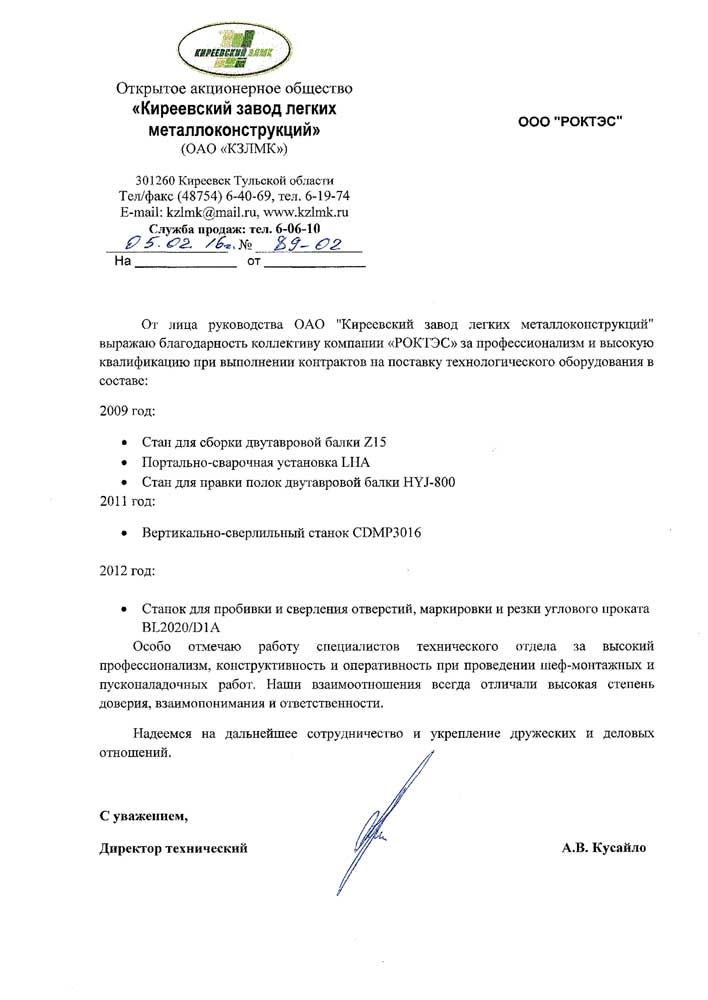 КИРЕЕВСКИЙ ЗЛМК
Открытое акционерное общество
«Киреевский завод легких
металлоконструкций»
(ОАО «КЗЛМК»)
ООО "РОКТЭС"
301260 Киреевск Тульской области
Тел/факс (48754) 6-40-69, тел. 6-19-74
E-mail: kzlmk@mail.ru, www.kzlmk.ru
Служба продаж: тел. 6-06-10
05.02.16г. № 89-02
На ______________ от ______________
От лица руководства ОАО "Киреевский завод легких металлоконструкций"
выражаю благодарность коллективу компании «РОКТЭС» за профессионализм и высокую
квалификацию при выполнении контрактов на поставку технологического оборудования в
составе:
2009 год:
• Стан для сборки двутавровой балки Z15
• Портально-сварочная установка LHA
• Стан для правки полок двутавровой балки HYJ-800
2011 год:
• Вертикально-сверлильный станок CDMP3016
2012 год:
• Станок для пробивки и сверления отверстий, маркировки и резки углового проката
BL2020/D1A
Особо отмечаю работу специалистов технического отдела за высокий
профессионализм, конструктивность и оперативность при проведении шеф-монтажных и
пусконаладочных работ. Наши взаимоотношения всегда отличали высокая степень
доверия, взаимопонимания и ответственности.
Надеемся на дальнейшее сотрудничество и укрепление дружеских и деловых
отношений.
С уважением,
Директор технический А.В. Кусайло